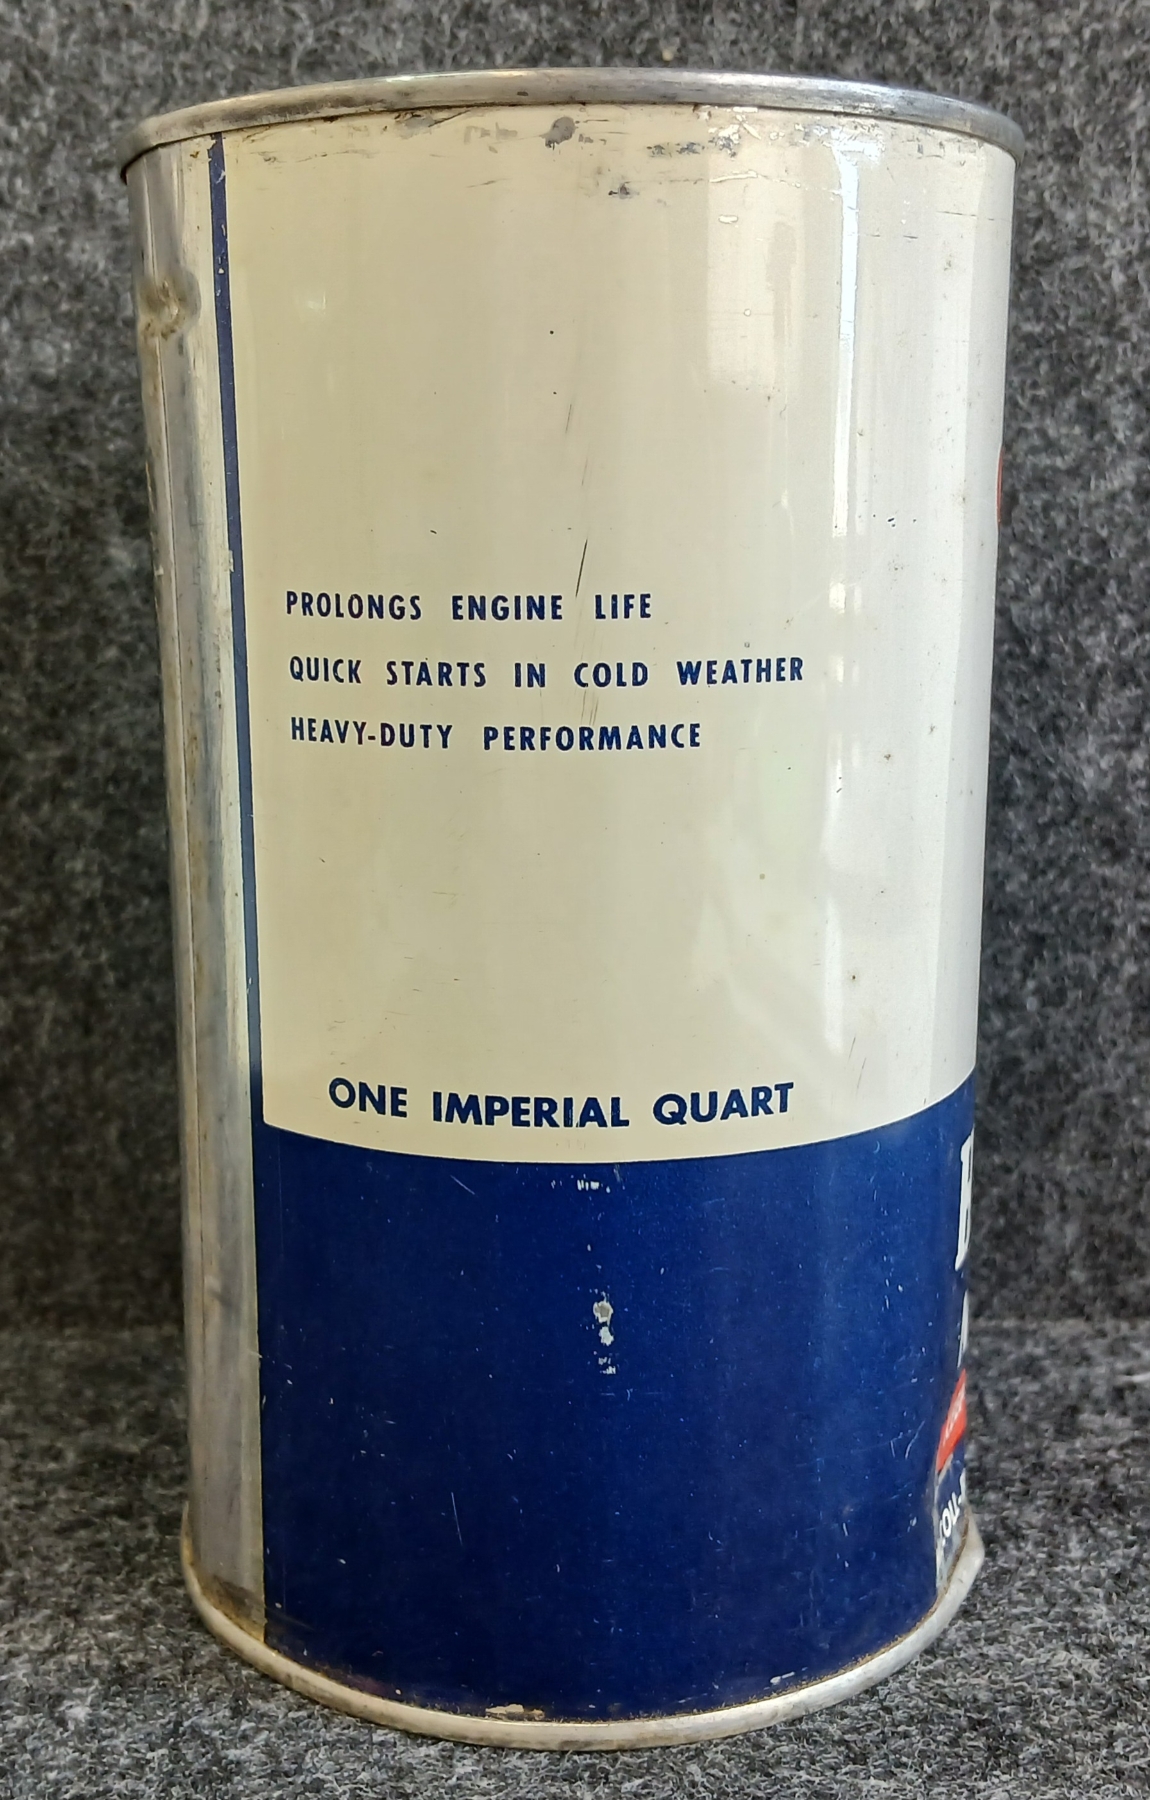 PROLONGS ENGINE LIFE
QUICK STARTS IN COLD WEATHER
HEAVY-DUTY PERFORMANCE
ONE IMPERIAL QUART